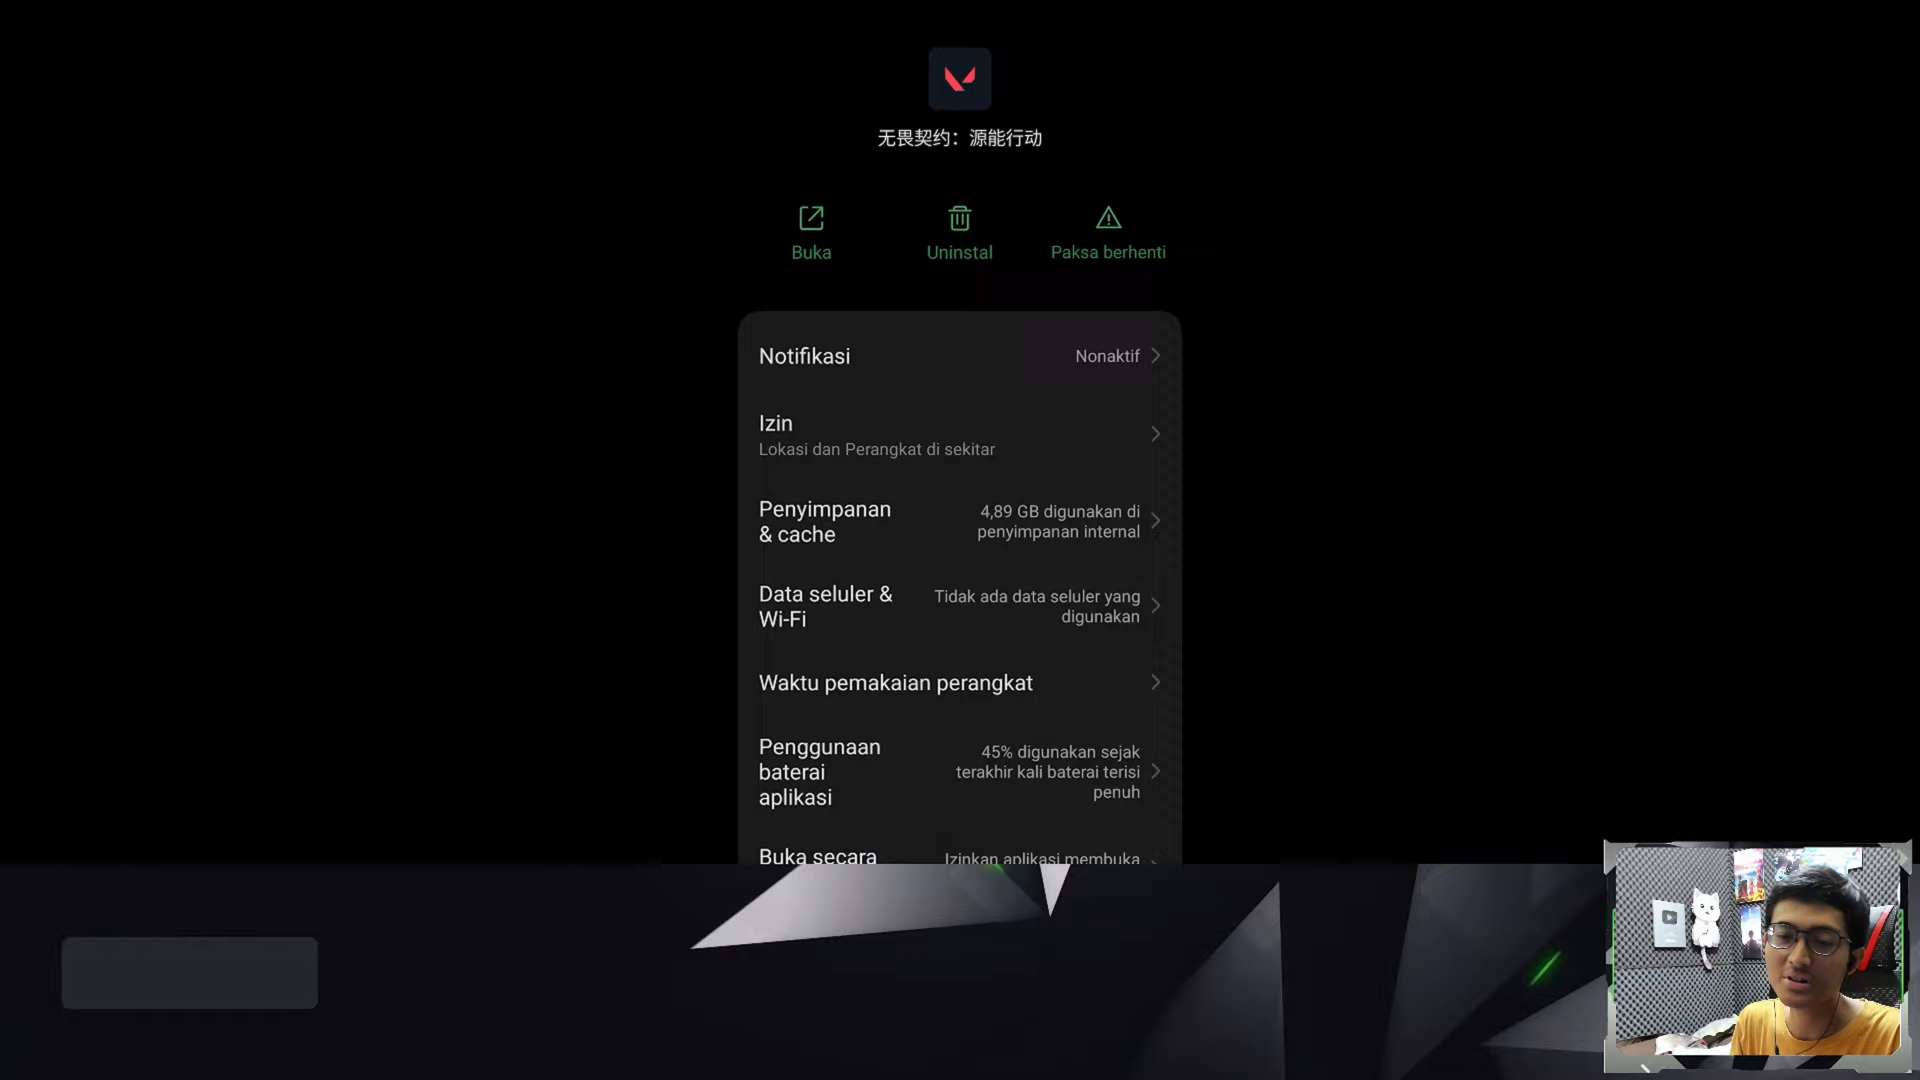 无畏契约：源能行动
Buka
Uninstal
Paksa berhenti
Notifikasi
Nonaktif
Izin
Lokasi dan Perangkat di sekitar
Penyimpanan
& cache
4,89 GB digunakan di
penyimpanan internal
Data seluler &
Wi-Fi
Tidak ada data seluler yang
digunakan
Waktu pemakaian perangkat
Penggunaan
baterai
aplikasi
45% digunakan sejak
terakhir kali baterai terisi
penuh
Buka secara
Izinkan aplikasi membuka